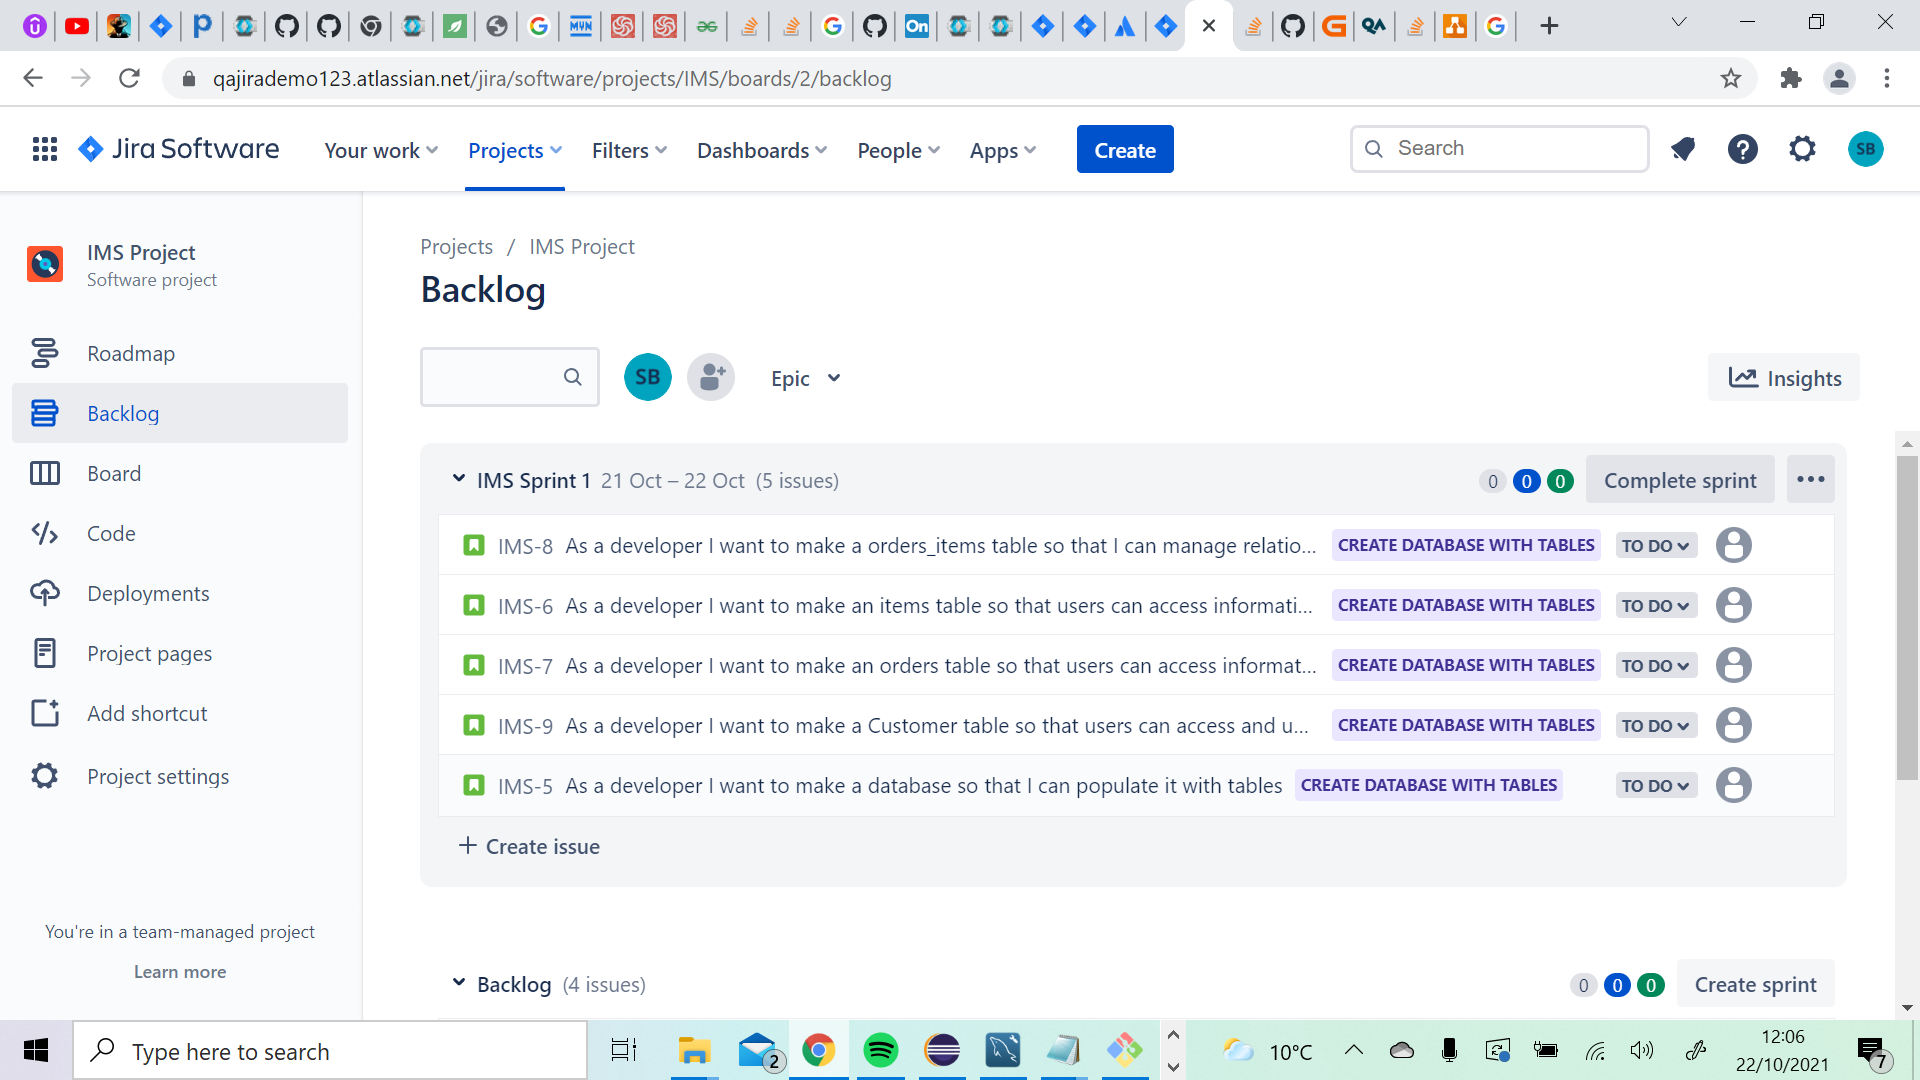 On
QA
qajirademo123.atlassian.net/jira/software/projects/IMS/boards/2/backlog
Jira Software
Your work
Projects
Filters
Dashboards
People
Apps
Create
Search
SB
IMS Project
Software project
Roadmap
Backlog
Board
Code
Deployments
Project pages
Add shortcut
Project settings
You're in a team-managed project
Learn more
Projects / IMS Project
Backlog
SB
Epic
Insights
IMS Sprint 1 21 Oct – 22 Oct (5 issues)
0 0 0 Complete sprint
IMS-8 As a developer I want to make a orders_items table so that I can manage relatio... CREATE DATABASE WITH TABLES TO DO
IMS-6 As a developer I want to make an items table so that users can access informati... CREATE DATABASE WITH TABLES TO DO
IMS-7 As a developer I want to make an orders table so that users can access informat... CREATE DATABASE WITH TABLES TO DO
IMS-9 As a developer I want to make a Customer table so that users can access and u... CREATE DATABASE WITH TABLES TO DO
IMS-5 As a developer I want to make a database so that I can populate it with tables CREATE DATABASE WITH TABLES TO DO
+ Create issue
Backlog (4 issues)
0 0 0 Create sprint
Type here to search
2
10°C
12:06
22/10/2021
7